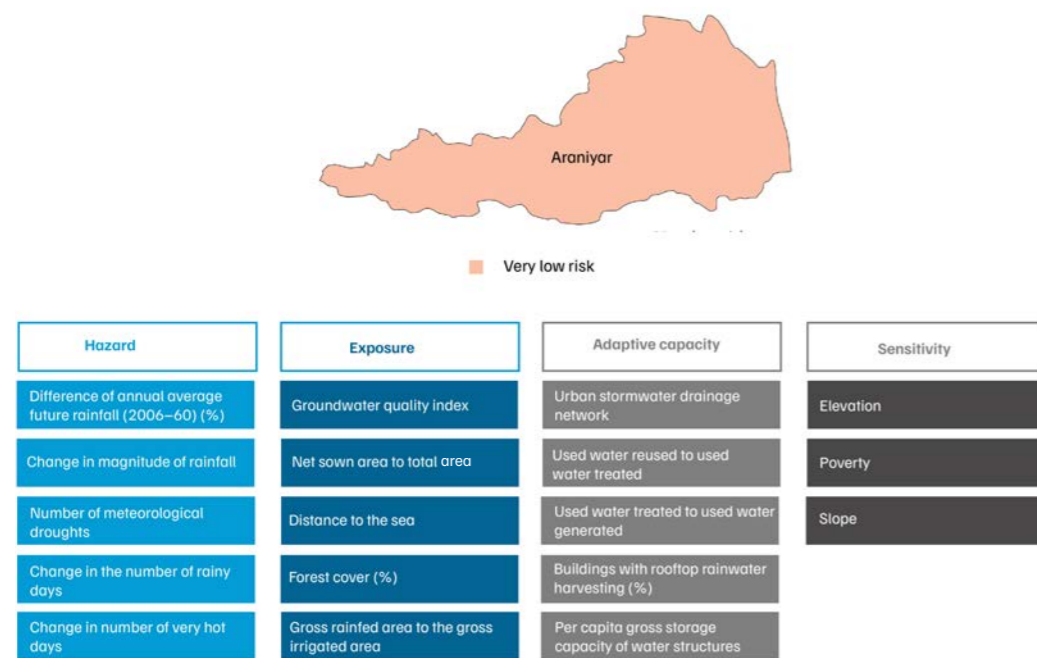 Araniyar
Very low risk
Hazard
Difference of annual average
future rainfall (2006–60) (%)
Change in magnitude of rainfall
Number of meteorological
droughts
Change in the number of rainy
days
Change in number of very hot
days
Exposure
Groundwater quality index
Net sown area to total area
Distance to the sea
Forest cover (%)
Gross rainfed area to the gross
irrigated area
Adaptive capacity
Urban stormwater drainage
network
Used water reused to used
water treated
Used water treated to used water
generated
Buildings with rooftop rainwater
harvesting (%)
Per capita gross storage
capacity of water structures
Sensitivity
Elevation
Poverty
Slope